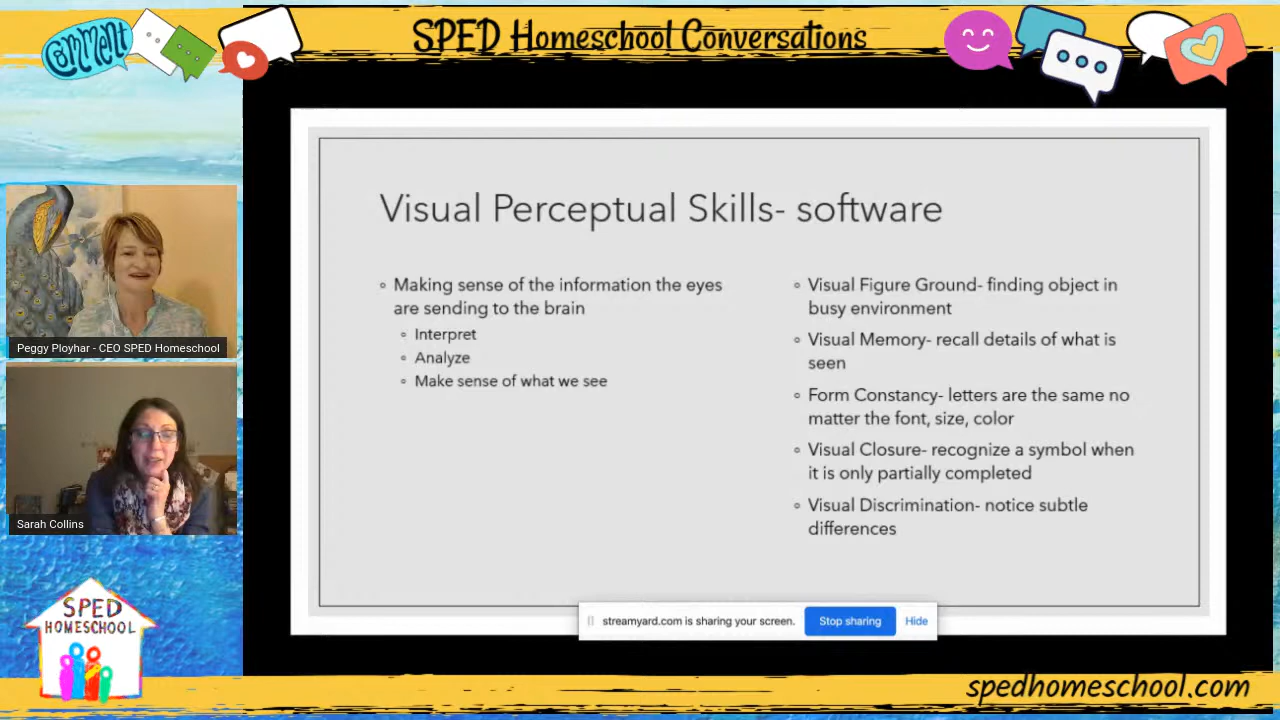 Comment
SPED Homeschool Conversations
Visual Perceptual Skills- software
◦ Making sense of the information the eyes
are sending to the brain
◦ Interpret
◦ Analyze
◦ Make sense of what we see
◦ Visual Figure Ground- finding object in
busy environment
◦ Visual Memory- recall details of what is
seen
◦ Form Constancy- letters are the same no
matter the font, size, color
◦ Visual Closure- recognize a symbol when
it is only partially completed
◦ Visual Discrimination- notice subtle
differences
Peggy Ployhar - CEO SPED Homeschool
Sarah Collins
SPED
HOMESCHOOL
streamyard.com is sharing your screen.
Stop sharing
Hide
spedhomeschool.com